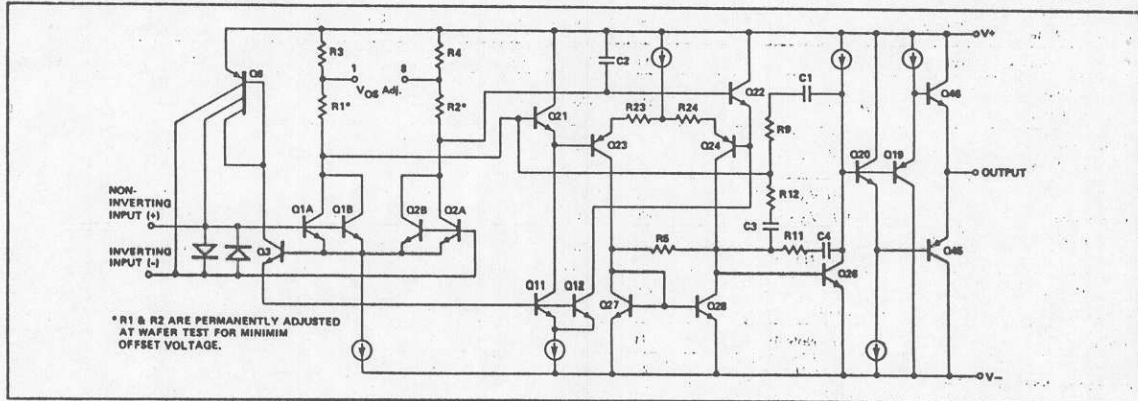 V+
R3
R4
Q6
1
8
VOS Adj.
R1*
R2*
C2
Q22
C1
Q46
Q21
R23
R24
R9
Q23
Q24
Q20
Q19
OUTPUT
R12
NON-
INVERTING
INPUT (+)
Q1A
Q1B
Q2B
Q2A
C3
INVERTING
INPUT (-)
Q3
R5
R11
C4
Q45
Q26
Q11
Q12
Q27
Q28
* R1 & R2 ARE PERMANENTLY ADJUSTED
AT WAFER TEST FOR MINIMIM
OFFSET VOLTAGE.
V−